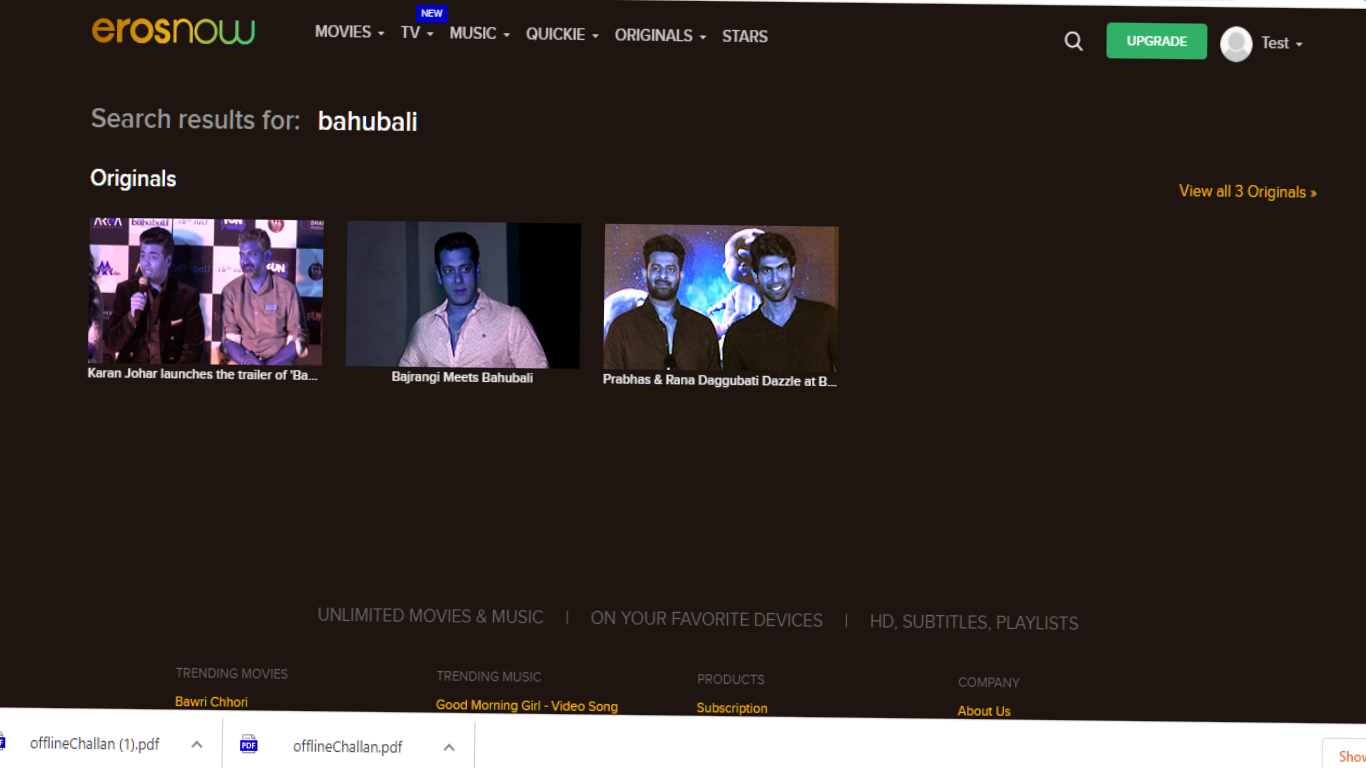 erosnow
MOVIES TV NEW MUSIC QUICKIE ORIGINALS STARS
UPGRADE Test
Search results for: bahubali
Originals
View all 3 Originals »
bahubali
Karan Johar launches the trailer of 'Ba...
Bajrangi Meets Bahubali
Prabhas & Rana Daggubati Dazzle at B...
UNLIMITED MOVIES & MUSIC | ON YOUR FAVORITE DEVICES | HD, SUBTITLES, PLAYLISTS
TRENDING MOVIES
Bawri Chhori
TRENDING MUSIC
Good Morning Girl - Video Song
PRODUCTS
Subscription
COMPANY
About Us
offlineChallan (1).pdf
PDF offlineChallan.pdf